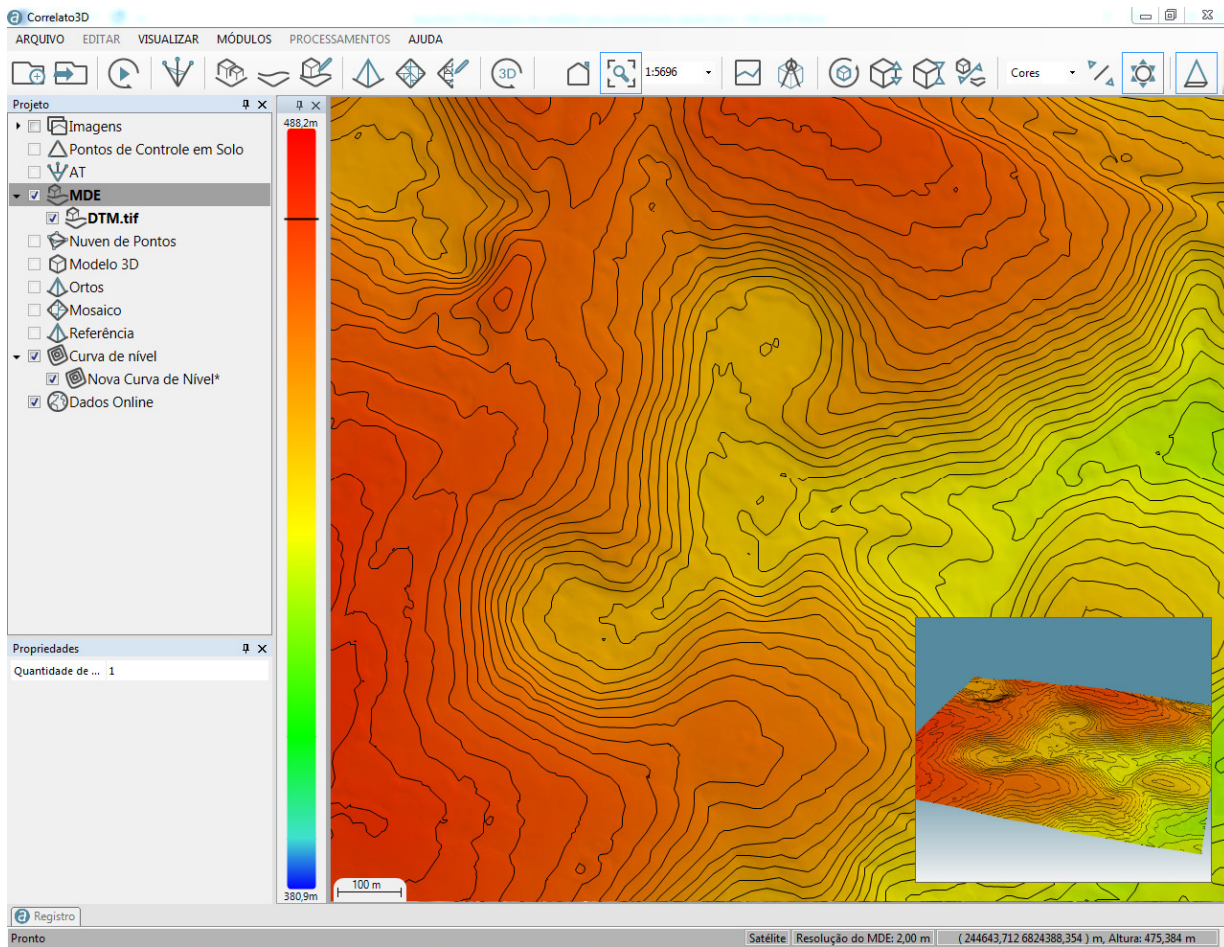 Correlato3D
ARQUIVO EDITAR VISUALIZAR MÓDULOS PROCESSAMENTOS AJUDA
3D 1:5696 Cores
Projeto
Imagens
Pontos de Controle em Solo
AT
MDE
DTM.tif
Nuven de Pontos
Modelo 3D
Ortos
Mosaico
Referência
Curva de nível
Nova Curva de Nível*
Dados Online
Propriedades
Quantidade de ... 1
488,2m
380,9m
100 m
Registro
Pronto
Satélite Resolução do MDE: 2,00 m ( 244643,712 6824388,354 ) m, Altura: 475,384 m